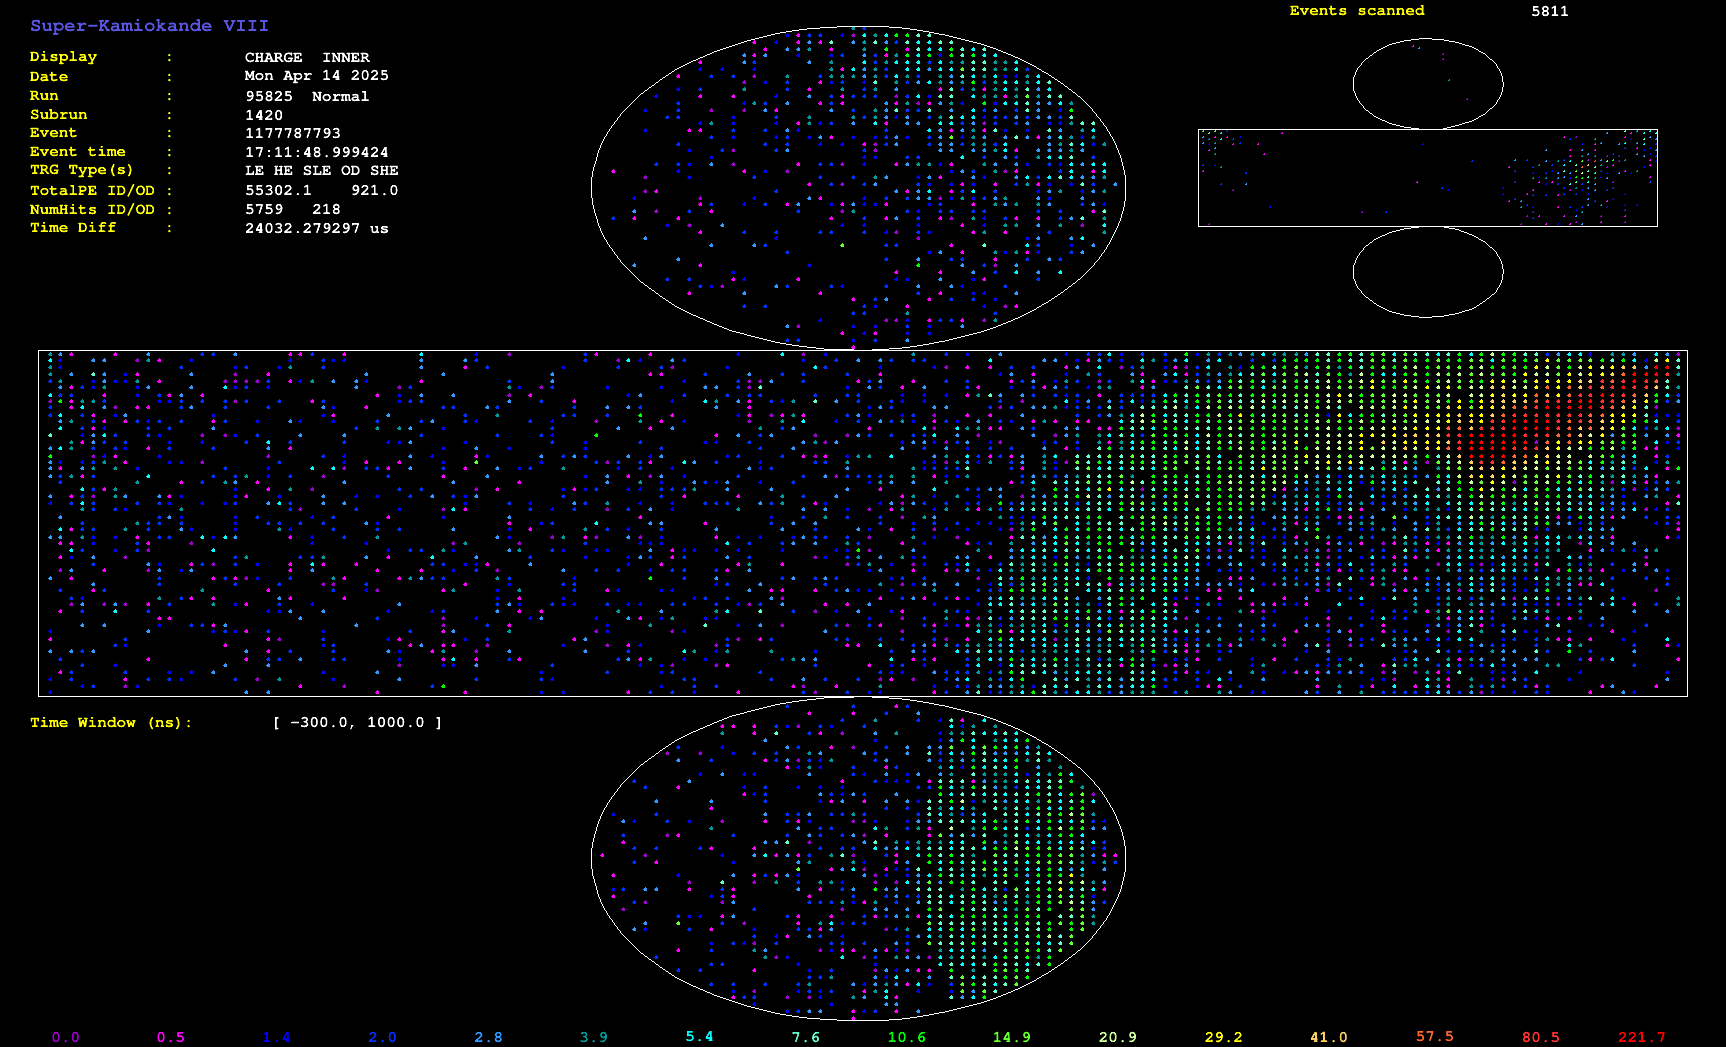 Super-Kamiokande VIII
Display : CHARGE INNER
Date : Mon Apr 14 2025
Run : 95825 Normal
Subrun : 1420
Event : 1177787793
Event time : 17:11:48.999424
TRG Type(s) : LE HE SLE OD SHE
TotalPE ID/OD : 55302.1 921.0
NumHits ID/OD : 5759 218
Time Diff : 24032.279297 us
Events scanned 5811
Time Window (ns): [ -300.0, 1000.0 ]
0.0 0.5 1.4 2.0 2.8 3.9 5.4 7.6 10.6 14.9 20.9 29.2 41.0 57.5 80.5 221.7